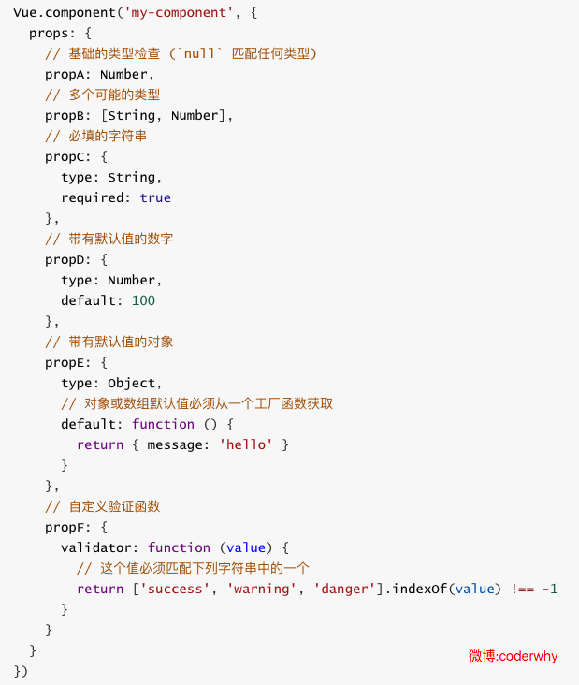 Vue.component('my-component', {
  props: {
    // 基础的类型检查 (`null` 匹配任何类型)
    propA: Number,
    // 多个可能的类型
    propB: [String, Number],
    // 必填的字符串
    propC: {
      type: String,
      required: true
    },
    // 带有默认值的数字
    propD: {
      type: Number,
      default: 100
    },
    // 带有默认值的对象
    propE: {
      type: Object,
      // 对象或数组默认值必须从一个工厂函数获取
      default: function () {
        return { message: 'hello' }
      }
    },
    // 自定义验证函数
    propF: {
      validator: function (value) {
        // 这个值必须匹配下列字符串中的一个
        return ['success', 'warning', 'danger'].indexOf(value) !== -1
      }
    }
  }
微博:coderwhy
})